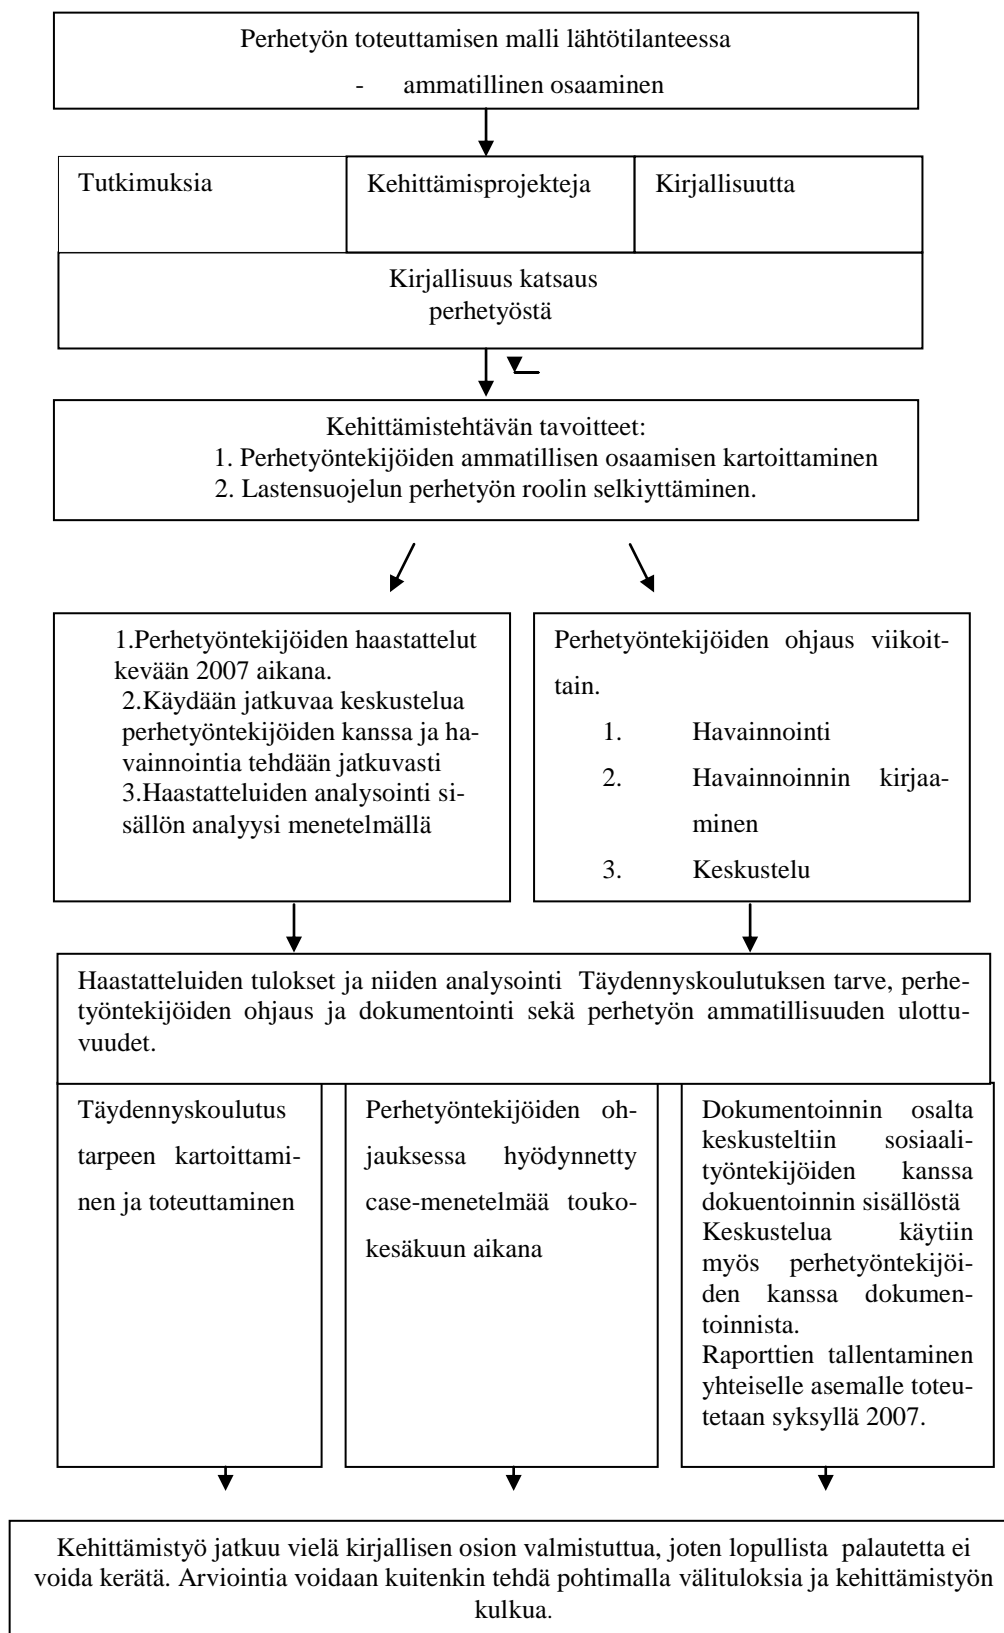 Perhetyön toteuttamisen malli lähtötilanteessa
- ammatillinen osaaminen
Tutkimuksia
Kehittämisprojekteja
Kirjallisuutta
Kirjallisuus katsaus
perhetyöstä
Kehittämistehtävän tavoitteet:
1. Perhetyöntekijöiden ammatillisen osaamisen kartoittaminen
2. Lastensuojelun perhetyön roolin selkiyttäminen.
1.Perhetyöntekijöiden haastattelut
kevään 2007 aikana.
2.Käydään jatkuvaa keskustelua
perhetyöntekijöiden kanssa ja ha-
vainnointia tehdään jatkuvasti
3.Haastatteluiden analysointi si-
sällön analyysi menetelmällä
Perhetyöntekijöiden ohjaus viikoit-
tain.
1. Havainnointi
2. Havainnoinnin kirjaa-
minen
3. Keskustelu
Haastatteluiden tulokset ja niiden analysointi Täydennyskoulutuksen tarve, perhe-
työntekijöiden ohjaus ja dokumentointi sekä perhetyön ammatillisuuden ulottu-
vuudet.
Täydennyskoulutus
tarpeen kartoittami-
nen ja toteuttaminen
Perhetyöntekijöiden oh-
jauksessa hyödynnetty
case-menetelmää touko-
kesäkuun aikana
Dokumentoinnin osalta
keskusteltiin sosiaali-
työntekijöiden kanssa
dokuentoinnin sisällöstä
Keskustelua käytiin
myös perhetyöntekijöi-
den kanssa dokumen-
toinnista.
Raporttien tallentaminen
yhteiselle asemalle toteu-
tetaan syksyllä 2007.
Kehittämistyö jatkuu vielä kirjallisen osion valmistuttua, joten lopullista palautetta ei
voida kerätä. Arviointia voidaan kuitenkin tehdä pohtimalla välituloksia ja kehittämistyön
kulkua.